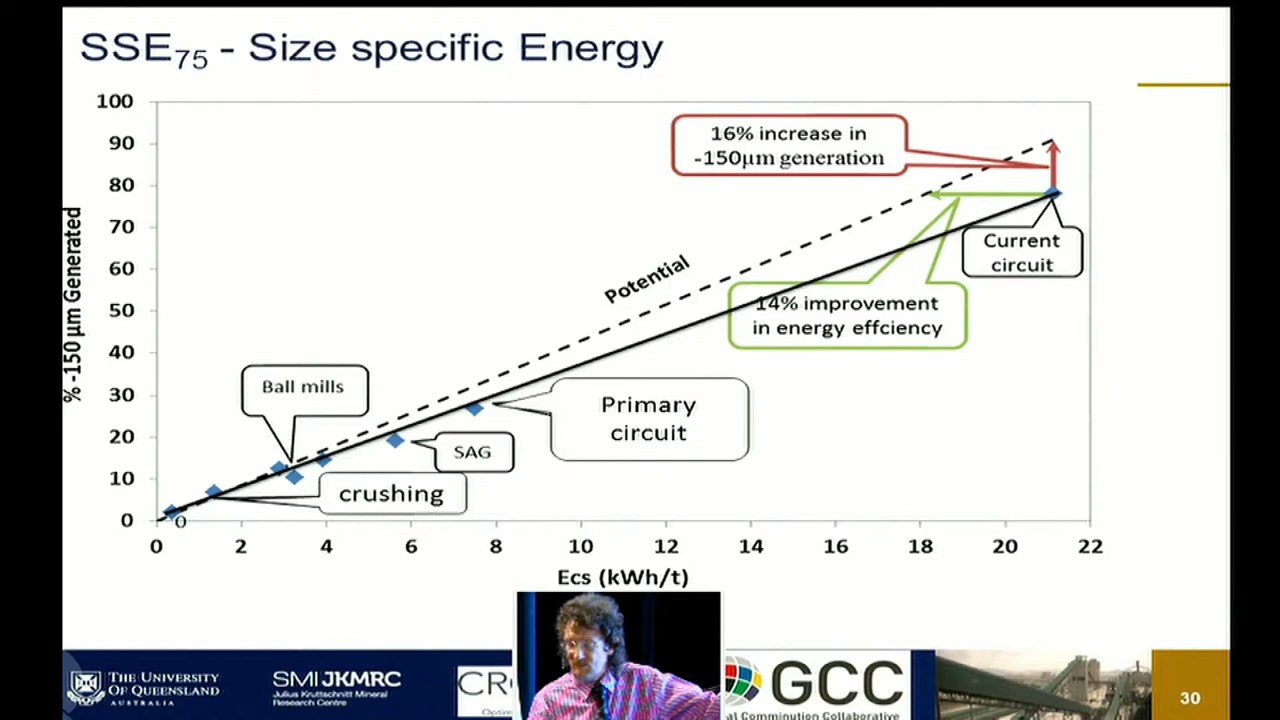 SSE75 - Size specific Energy
100
90
80
70
60
50
40
30
20
10
0
% -150 µm Generated
16% increase in
-150µm generation
Current
circuit
Potential
14% improvement
in energy effciency
Ball mills
Primary
circuit
SAG
crushing
0
0 2 4 6 8 10 12 14 16 18 20 22
Ecs (kWh/t)
THE UNIVERSITY
OF QUEENSLAND
AUSTRALIA
SMI JKMRC
Julius Kruttschnitt Mineral
Research Centre
GCC
Comminution Collaborative
30